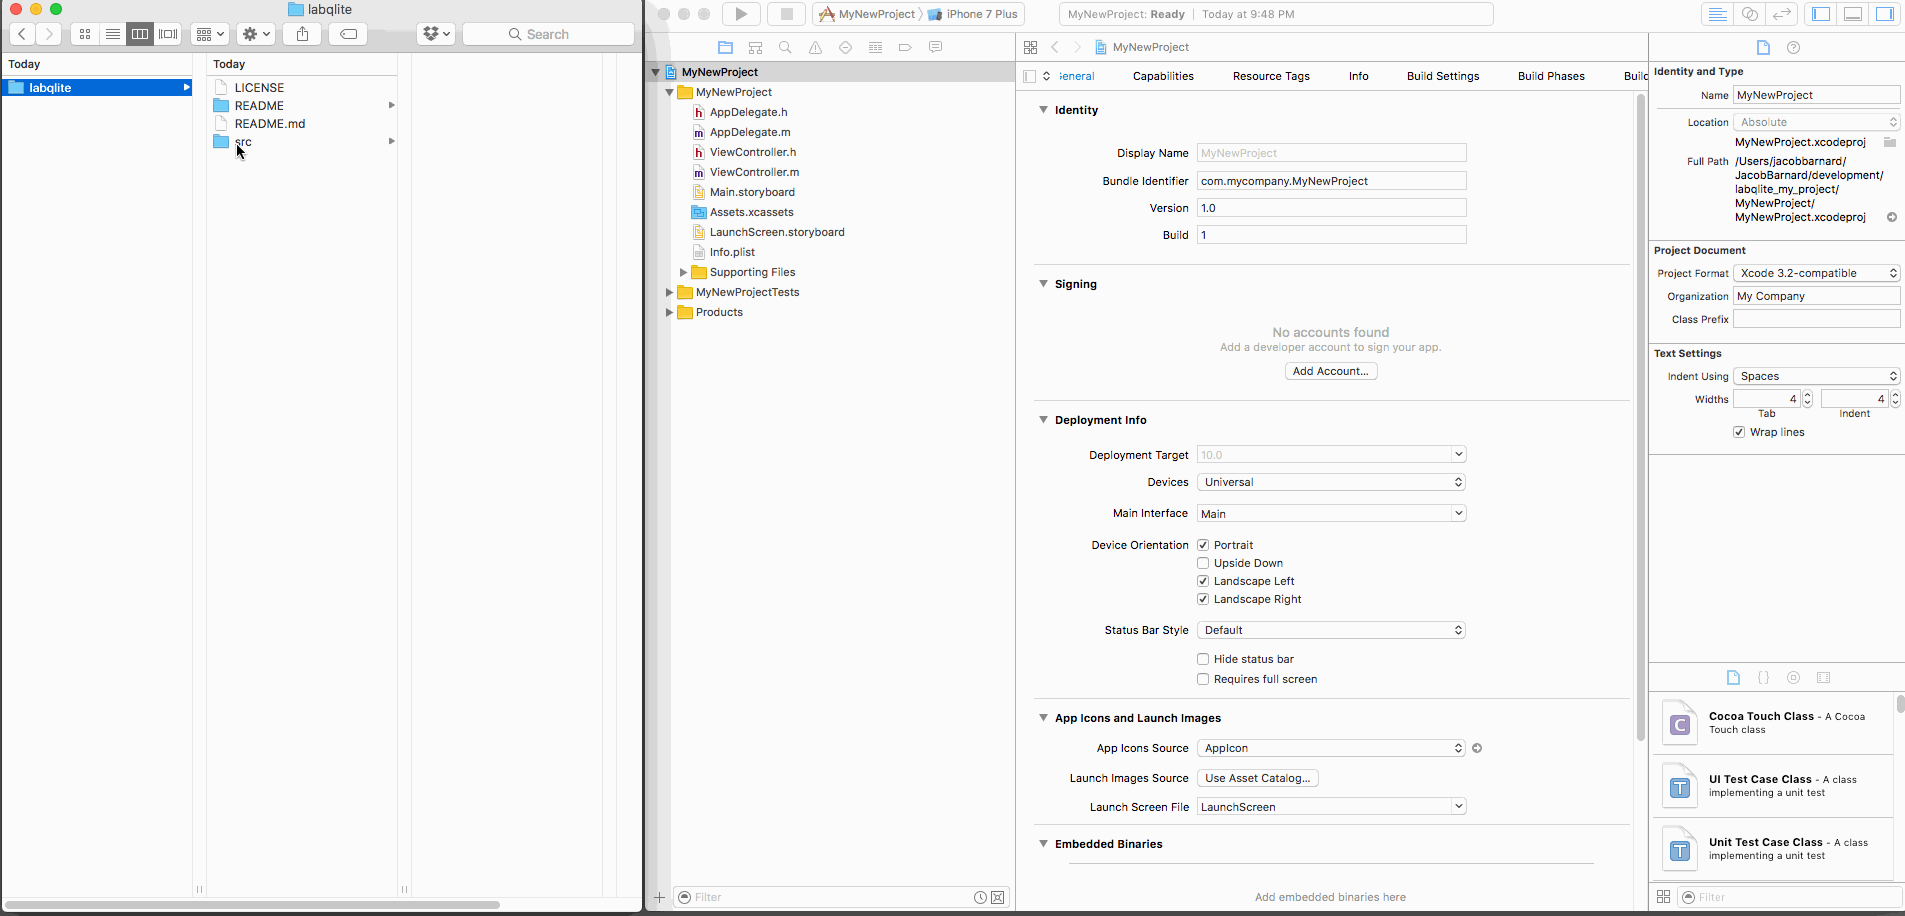 labqlite
Search
Today
Today
labqlite
LICENSE
README
README.md
src
MyNewProject
iPhone 7 Plus
MyNewProject: Ready | Today at 9:48 PM
MyNewProject
MyNewProject
AppDelegate.h
AppDelegate.m
ViewController.h
ViewController.m
Main.storyboard
Assets.xcassets
LaunchScreen.storyboard
Info.plist
Supporting Files
MyNewProjectTests
Products
Filter
MyNewProject
General Capabilities Resource Tags Info Build Settings Build Phases Build
Identity
Display Name MyNewProject
Bundle Identifier com.mycompany.MyNewProject
Version 1.0
Build 1
Signing
No accounts found
Add a developer account to sign your app.
Add Account...
Deployment Info
Deployment Target 10.0
Devices Universal
Main Interface Main
Device Orientation Portrait
Upside Down
Landscape Left
Landscape Right
Status Bar Style Default
Hide status bar
Requires full screen
App Icons and Launch Images
App Icons Source AppIcon
Launch Images Source Use Asset Catalog...
Launch Screen File LaunchScreen
Embedded Binaries
Add embedded binaries here
Identity and Type
Name MyNewProject
Location Absolute
MyNewProject.xcodeproj
Full Path /Users/jacobbarnard/
JacobBarnard/development/
labqlite_my_project/
MyNewProject/
MyNewProject.xcodeproj
Project Document
Project Format Xcode 3.2-compatible
Organization My Company
Class Prefix
Text Settings
Indent Using Spaces
Widths 4 4
Tab Indent
Wrap lines
C
Cocoa Touch Class - A Cocoa
Touch class
T
UI Test Case Class - A class
implementing a unit test
T
Unit Test Case Class - A class
implementing a unit test
Filter